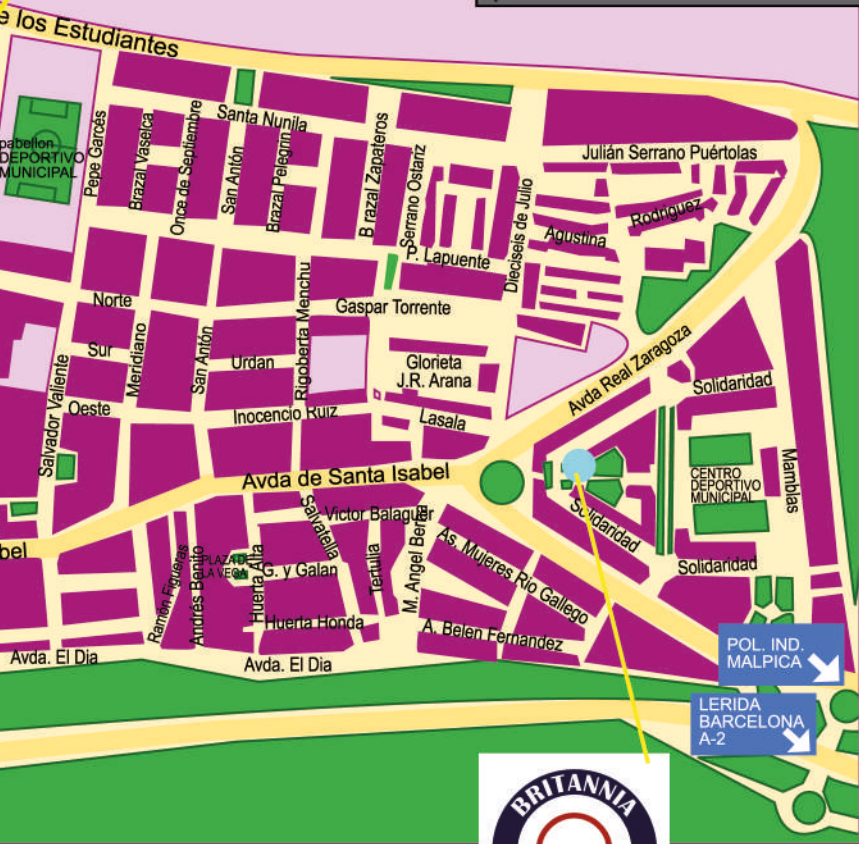 e los Estudiantes
pabellon
DEPORTIVO
MUNICIPAL
Pepe Garcés
Brazal Vaselca
Once de Septiembre
Santa Nunila
San Antón
Brazal Pelegrin
Brazal Zapateros
Serrano Ostariz
P. Lapuente
Dieciseis de Julio
Julián Serrano Puértolas
Agustina
Rodriguez
Norte
Sur
Oeste
Meridiano
San Antón
Urdan
Rigoberta Menchu
Gaspar Torrente
Glorieta
J.R. Arana
Inocencio Ruiz
Lasala
Salvador Valiente
Avda Real Zaragoza
Solidaridad
Avda de Santa Isabel
CENTRO
DEPORTIVO
MUNICIPAL
Mamblas
Solidaridad
Solidaridad
bel
Salvatella
Victor Balaguer
As. Mujeres Rio Gallego
M. Angel Berna
Ramón Figueras
Andrés Benito
PLAZA DE
LA VEGA
Huerta Alta
G. y Galan
Tertulia
Huerta Honda
A. Belen Fernandez
Avda. El Dia
Avda. El Dia
POL. IND.
MALPICA
LERIDA
BARCELONA
A-2
BRITANNIA